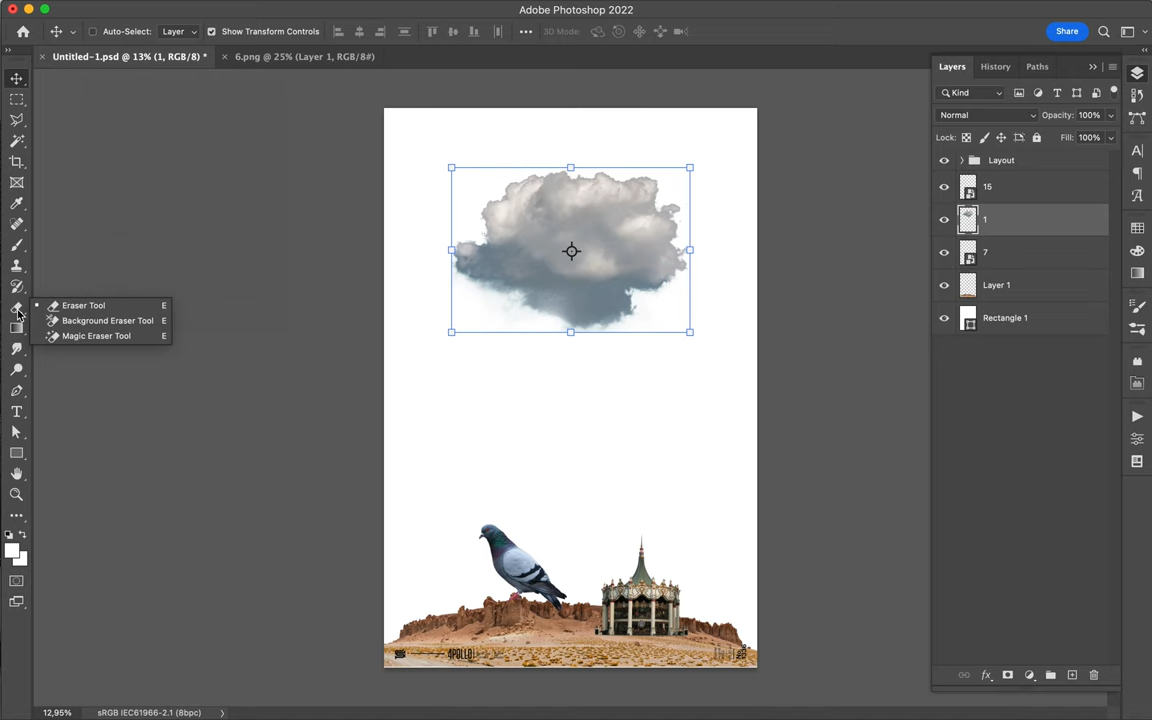 Adobe Photoshop 2022
Auto-Select: Layer Show Transform Controls 3D Mode: Share
Untitled-1.psd @ 13% (1, RGB/8) * 6.png @ 25% (Layer 1, RGB/8#)
Layers History Paths
Kind
Normal Opacity: 100%
Lock: Fill: 100%
Layout
15
1
7
Layer 1
Rectangle 1
Eraser Tool E
Background Eraser Tool E
Magic Eraser Tool E
APOLLO
12,95% sRGB IEC61966-2.1 (8bpc)